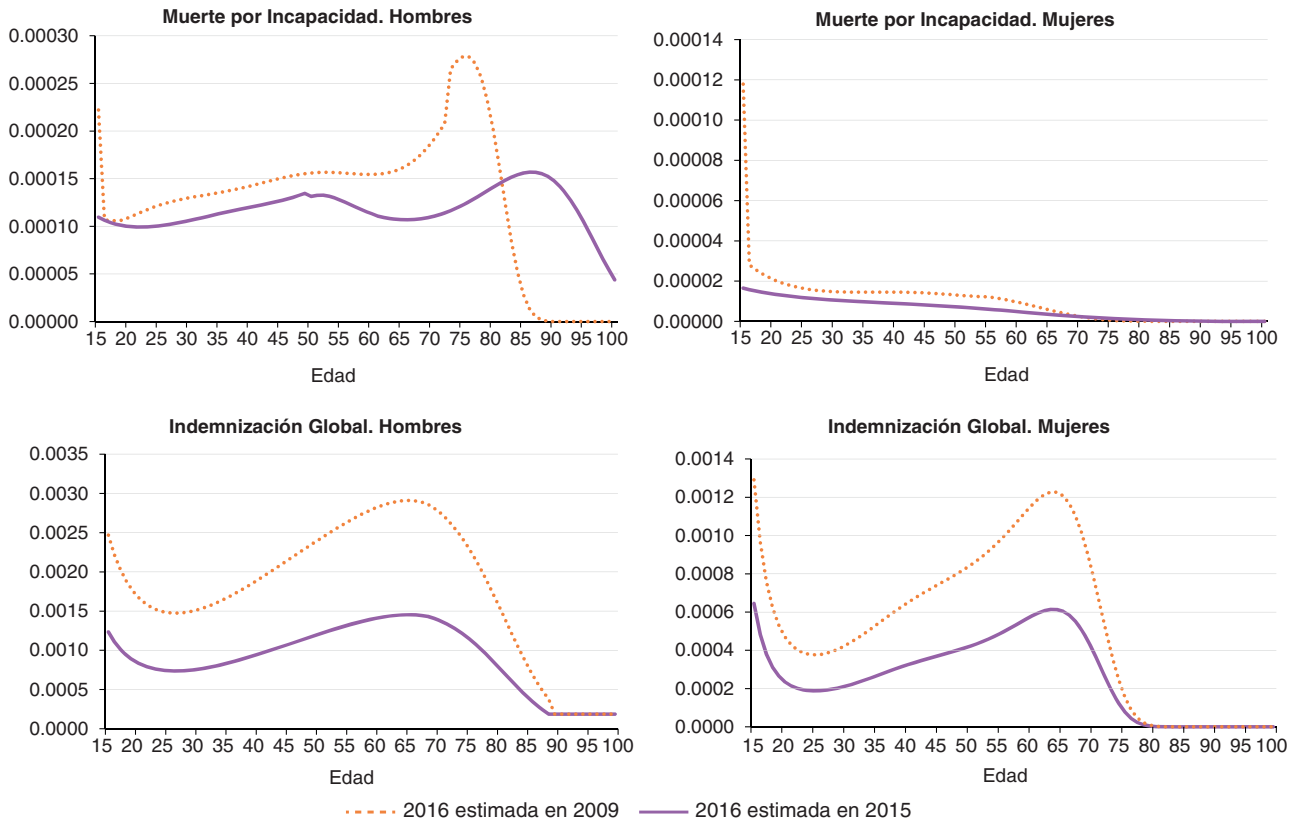 Muerte por Incapacidad. Hombres
0.00030
0.00025
0.00020
0.00015
0.00010
0.00005
0.00000
15 20 25 30 35 40 45 50 55 60 65 70 75 80 85 90 95 100
Edad
Muerte por Incapacidad. Mujeres
0.00014
0.00012
0.00010
0.00008
0.00006
0.00004
0.00002
0.00000
15 20 25 30 35 40 45 50 55 60 65 70 75 80 85 90 95 100
Edad
Indemnización Global. Hombres
0.0035
0.0030
0.0025
0.0020
0.0015
0.0010
0.0005
0.0000
15 20 25 30 35 40 45 50 55 60 65 70 75 80 85 90 95 100
Edad
Indemnización Global. Mujeres
0.0014
0.0012
0.0010
0.0008
0.0006
0.0004
0.0002
0.0000
15 20 25 30 35 40 45 50 55 60 65 70 75 80 85 90 95 100
Edad
2016 estimada en 2009 2016 estimada en 2015